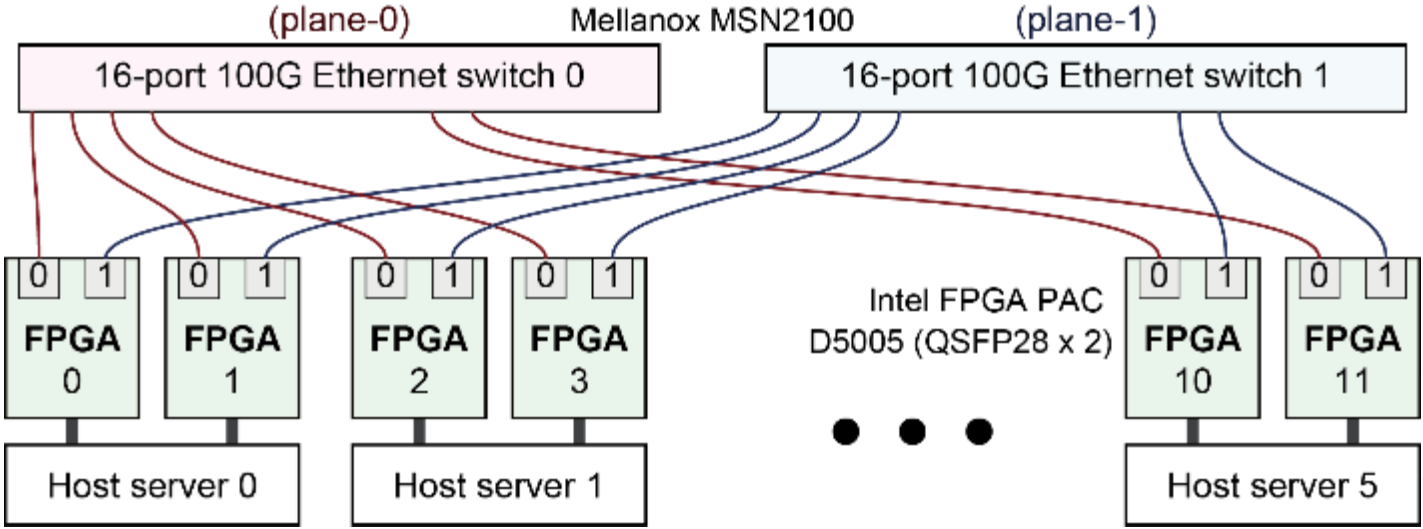 (plane-0)
Mellanox MSN2100
(plane-1)
16-port 100G Ethernet switch 0
16-port 100G Ethernet switch 1
0 1
0 1
0 1
0 1
0 1
0 1
FPGA
0
FPGA
1
FPGA
2
FPGA
3
Intel FPGA PAC
D5005 (QSFP28 x 2)
FPGA
10
FPGA
11
Host server 0
Host server 1
Host server 5